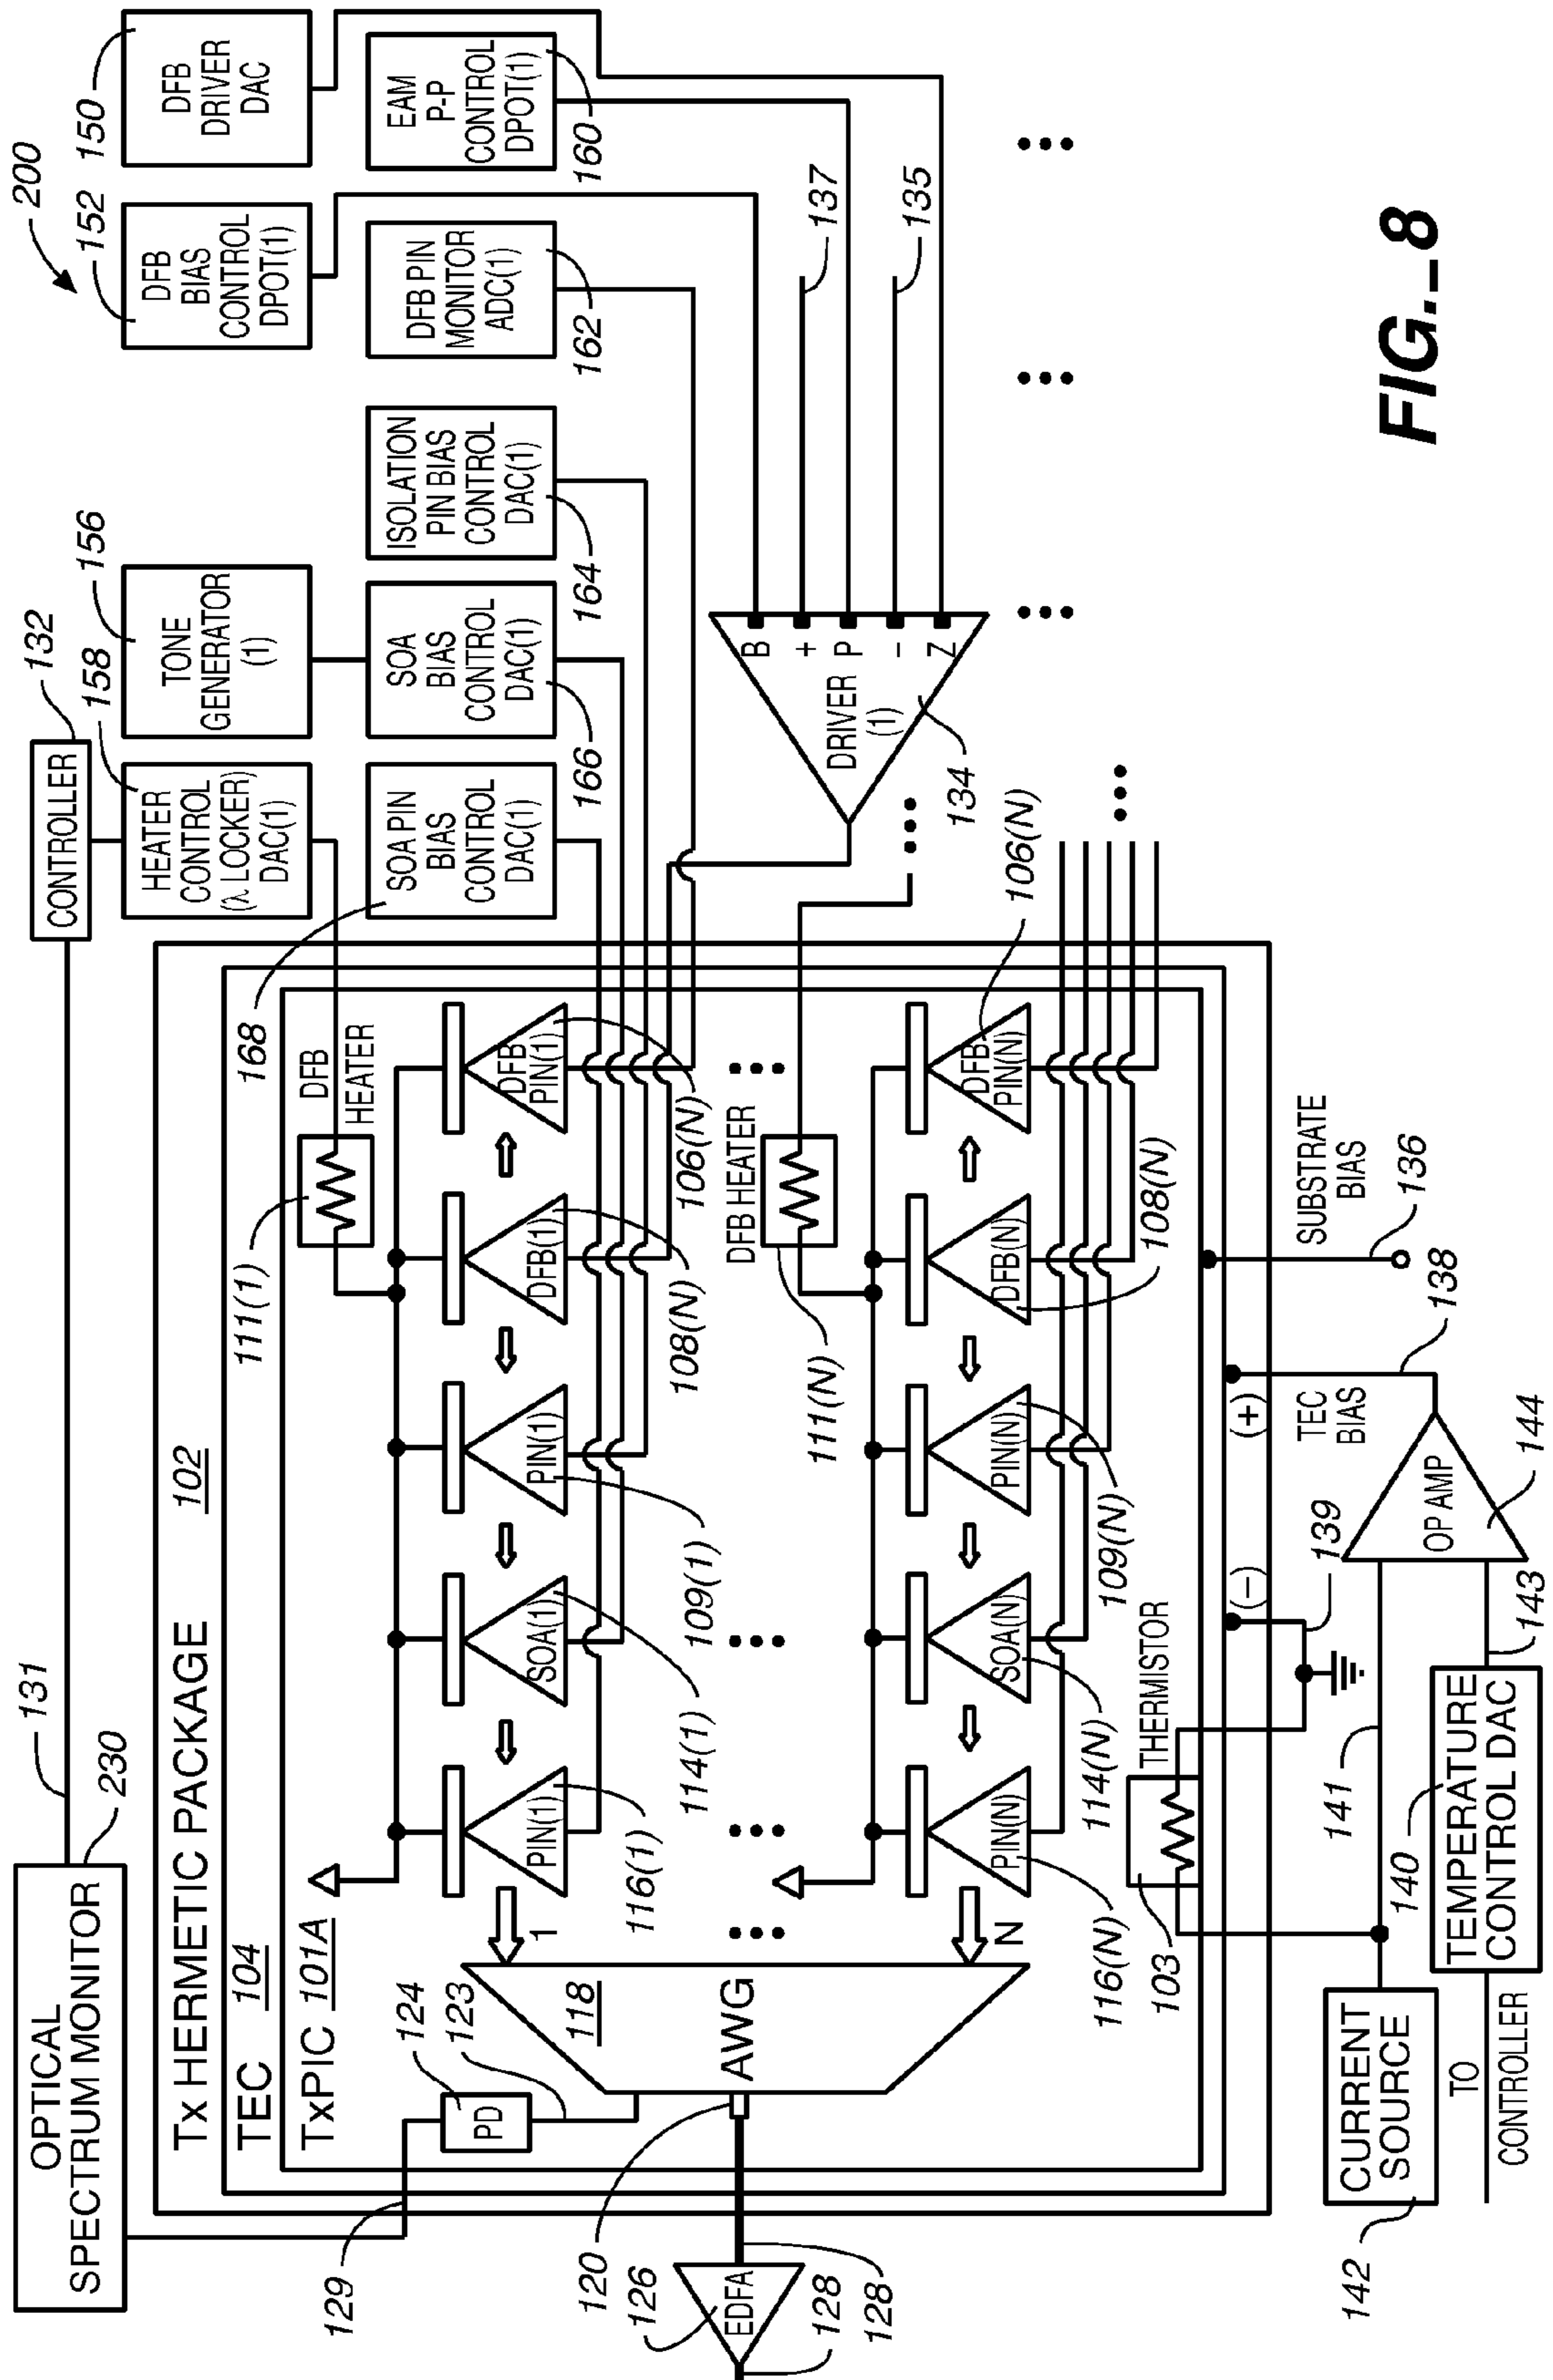 200
OPTICAL
SPECTRUM MONITOR
230
131
CONTROLLER
132
HEATER
CONTROL
(λ LOCKER)
DAC(1)
158
TONE
GENERATOR
(1)
156
DFB
BIAS
CONTROL
DPOT(1)
152
DFB
DRIVER
DAC
150
SOA PIN
BIAS
CONTROL
DAC(1)
168
SOA
BIAS
CONTROL
DAC(1)
166
ISOLATION
PIN BIAS
CONTROL
DAC(1)
164
DFB PIN
MONITOR
ADC(1)
162
EAM
P-P
CONTROL
DPOT(1)
160
Tx HERMETIC PACKAGE 102
TEC 104
TxPIC 101A
129
111(1)
DFB
HEATER
PD
124
123
PIN(1)
SOA(1)
PIN(1)
DFB(1)
DFB
PIN(1)
116(1)
114(1)
109(1)
108(N)
106(N)
1
118
AWG
N
120
EDFA
126
128
128
DFB HEATER
111(N)
DRIVER
(1)
B
+
P
–
Z
134
137
135
PIN(N)
SOA(N)
PIN(N)
DFB(N)
DFB
PIN(N)
116(N)
114(N)
109(N)
108(N)
106(N)
103
THERMISTOR
(–)
(+)
139
TEC
BIAS
138
SUBSTRATE
BIAS
136
CURRENT
SOURCE
142
141
OP AMP
144
143
TEMPERATURE
CONTROL DAC
140
TO
CONTROLLER
FIG._8